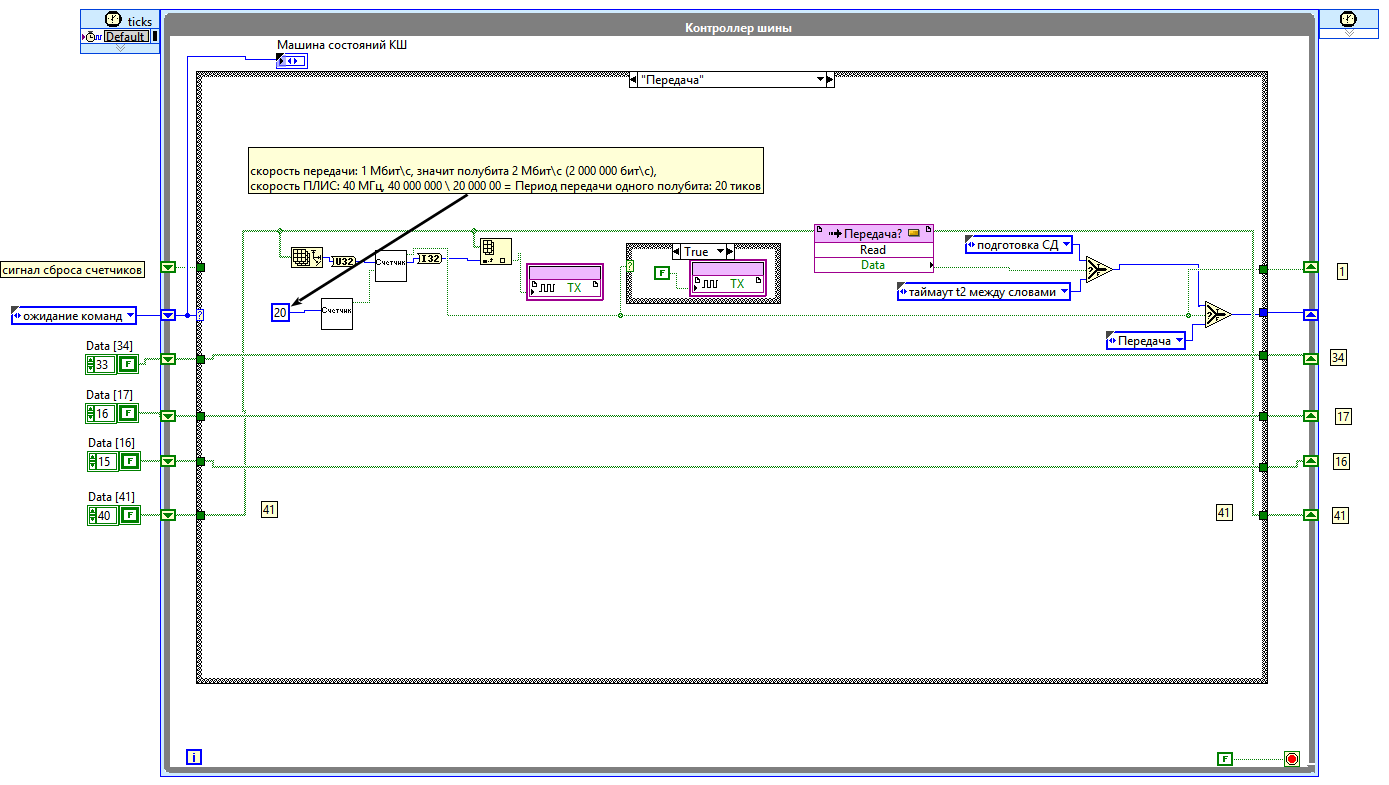 ticks
Default
Контроллер шины
Машина состояний КШ
"Передача"
скорость передачи: 1 Мбит\с, значит полубита 2 Мбит\с (2 000 000 бит\с),
скорость ПЛИС: 40 МГц, 40 000 000 \ 20 000 00 = Период передачи одного полубита: 20 тиков
сигнал сброса счетчиков
U32
Счетчик
I32
TX
True
F
TX
Передача?
Read
Data
подготовка СД
таймаут t2 между словами
1
ожидание команд
20
Счетчик
Передача
Data [34]
33
F
34
Data [17]
16
F
17
Data [16]
15
F
16
Data [41]
40
F
41
41
41
i
F